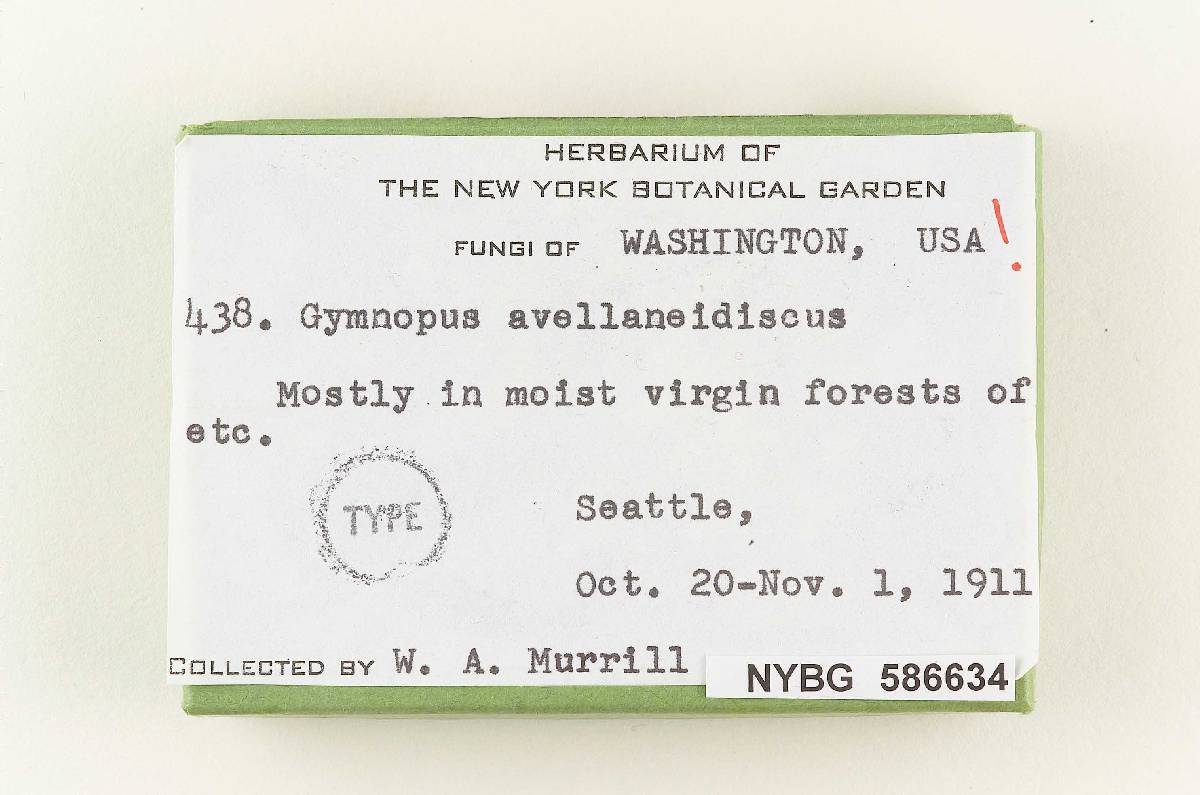 HERBARIUM OF
THE NEW YORK BOTANICAL GARDEN
FUNGI OF WASHINGTON, USA !
438. Gymnopus avellaneidiscus
Mostly in moist virgin forests of
etc.
TYPE
Seattle,
Oct. 20-Nov. 1, 1911
COLLECTED BY W. A. Murrill
NYBG 586634